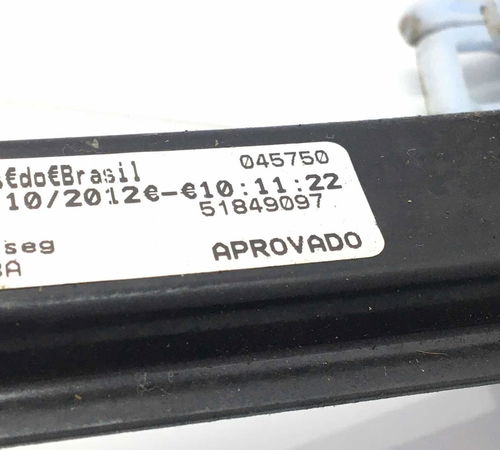 €do€Brasil 045750
/10/2012€-€10:11:22
51849097
seg
APROVADO